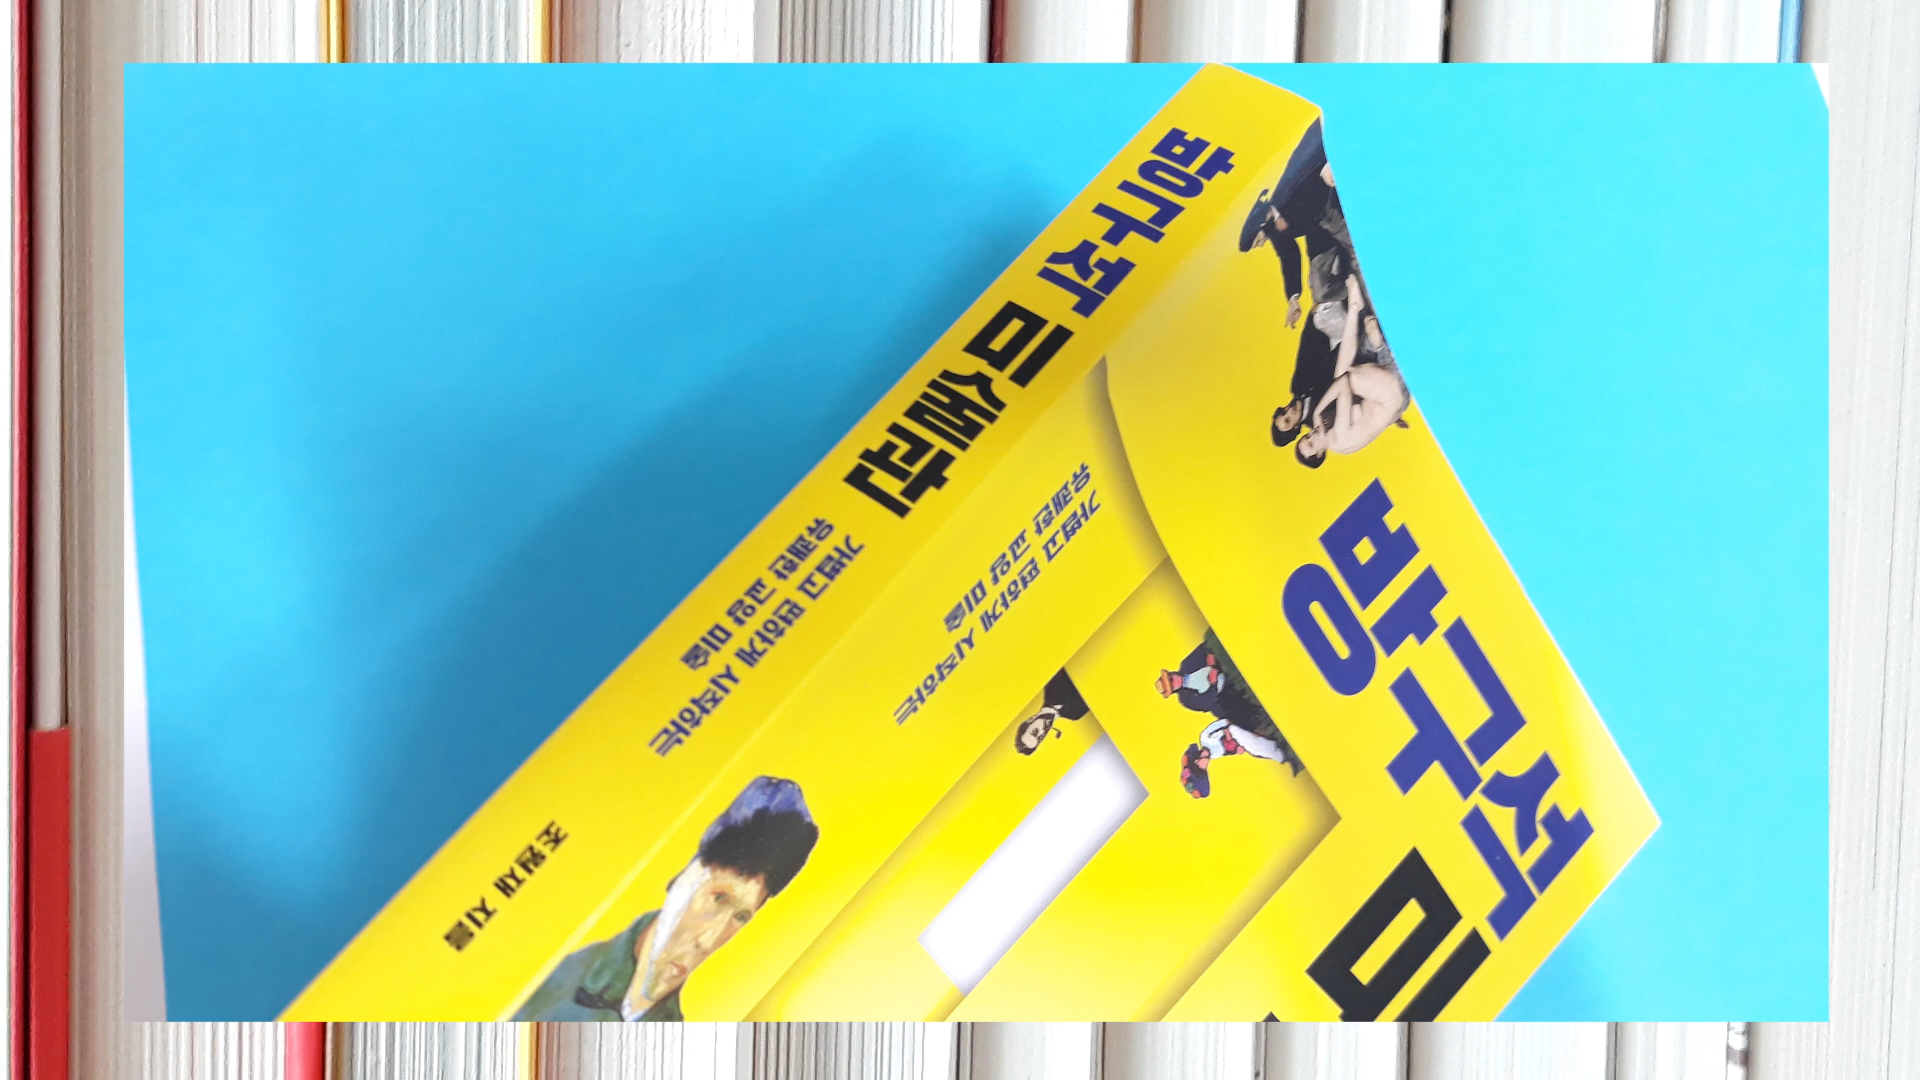 방구석 미술관
가볍고 편하게 시작하는
유쾌한 교양 미술
조원재 지음
가볍고 편하게 시작하는
유쾌한 교양 미술
방구석